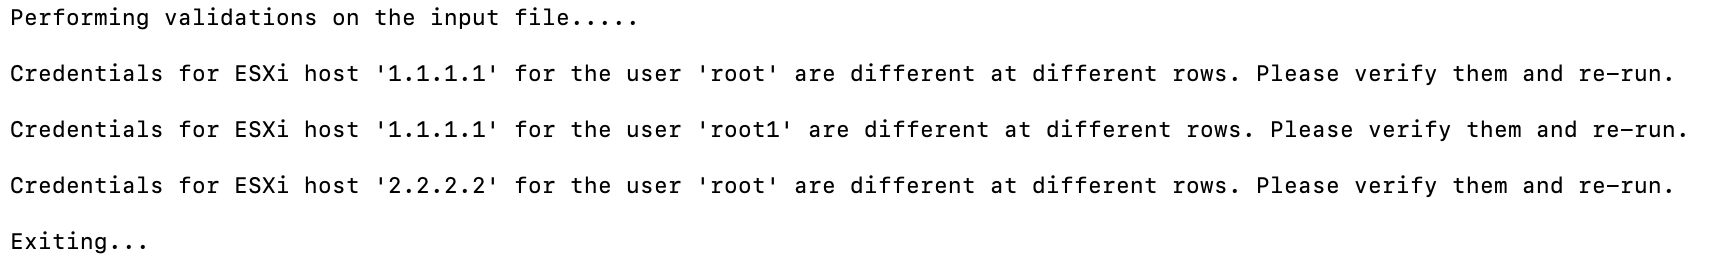 Performing validations on the input file.....
Credentials for ESXi host '1.1.1.1' for the user 'root' are different at different rows. Please verify them and re-run.
Credentials for ESXi host '1.1.1.1' for the user 'root1' are different at different rows. Please verify them and re-run.
Credentials for ESXi host '2.2.2.2' for the user 'root' are different at different rows. Please verify them and re-run.
Exiting...